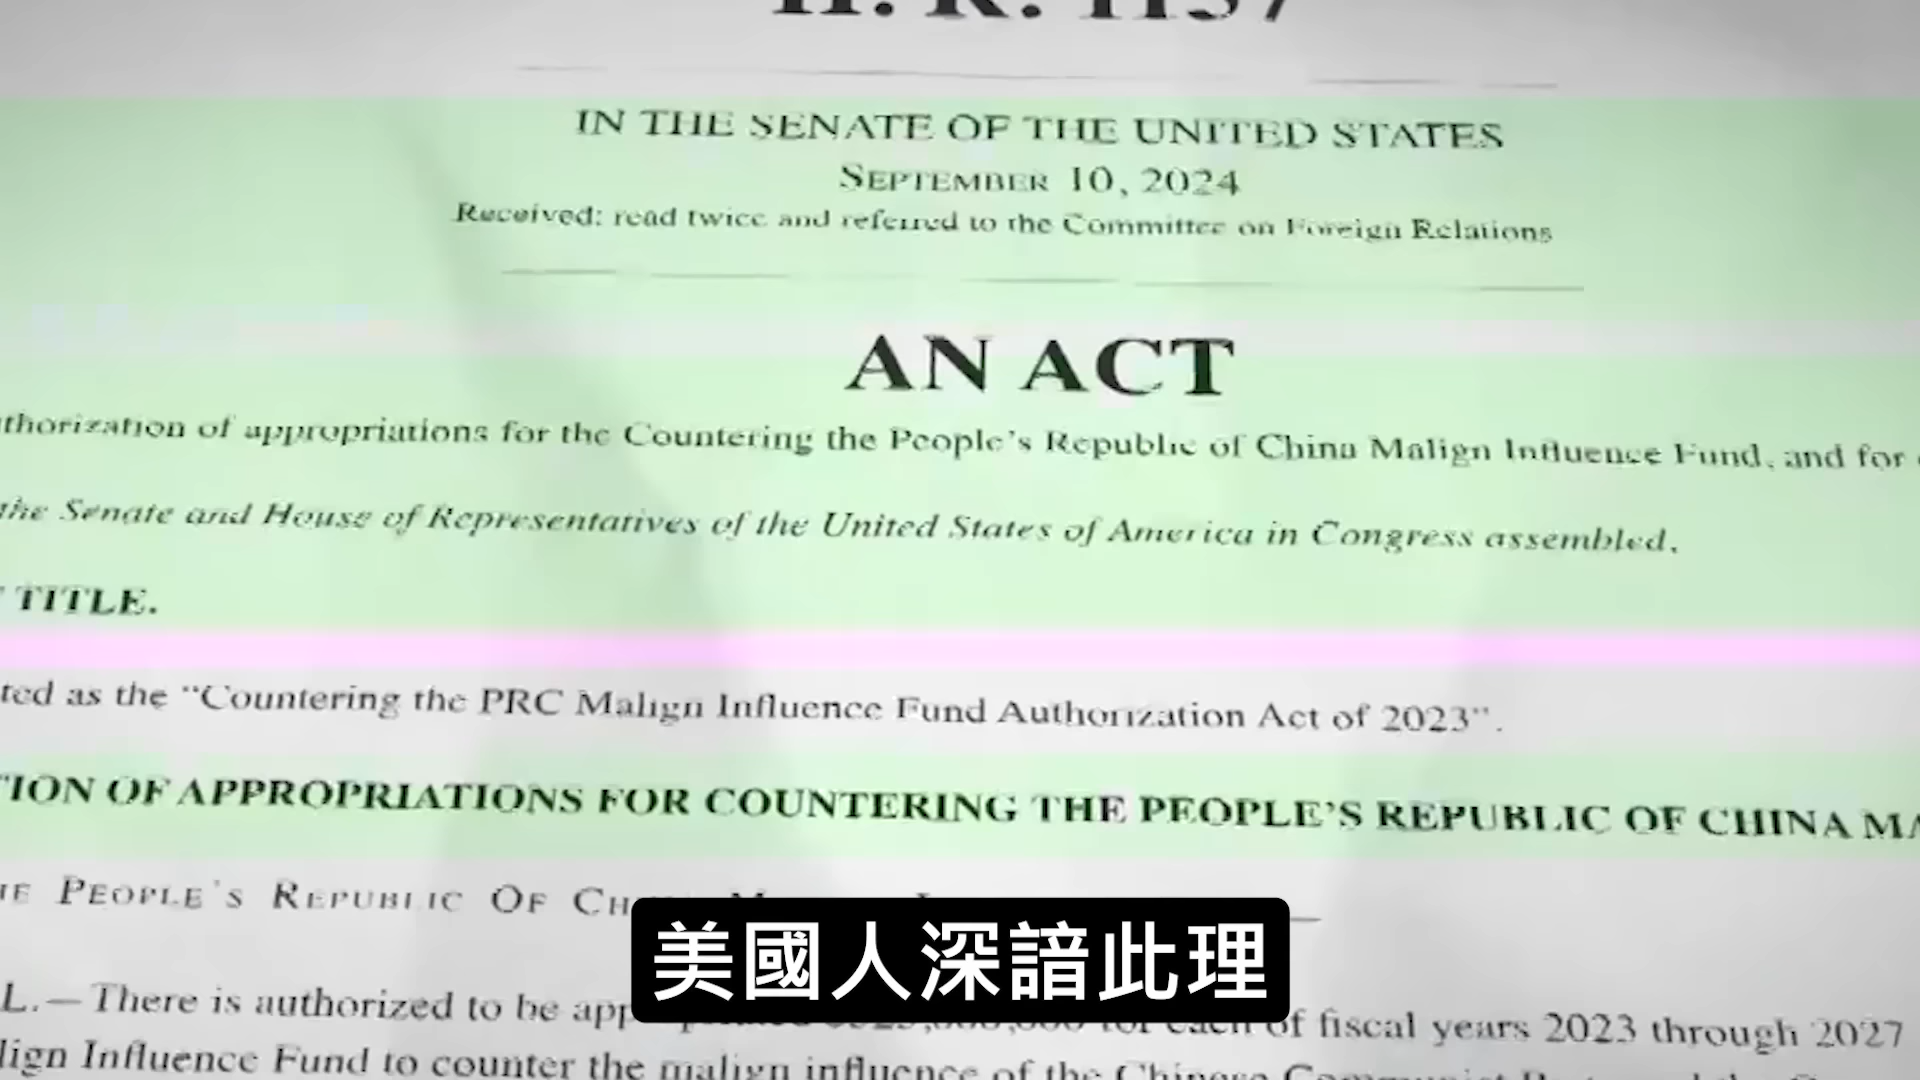 H. R. 1157
IN THE SENATE OF THE UNITED STATES
SEPTEMBER 10, 2024
Received: read twice and referred to the Committee on Foreign Relations
AN ACT
thorization of appropriations for the Countering the People's Republic of China Malign Influence Fund, and for
the Senate and House of Representatives of the United States of America in Congress assembled,
TITLE.
ted as the "Countering the PRC Malign Influence Fund Authorization Act of 2023".
TION OF APPROPRIATIONS FOR COUNTERING THE PEOPLE'S REPUBLIC OF CHINA MA
HE PEOPLE'S REPUBLIC OF CH
美國人深諳此理
L.—There is authorized to be app for each of fiscal years 2023 through 2027
lign Influence Fund to counter the malign influence of the Chinese